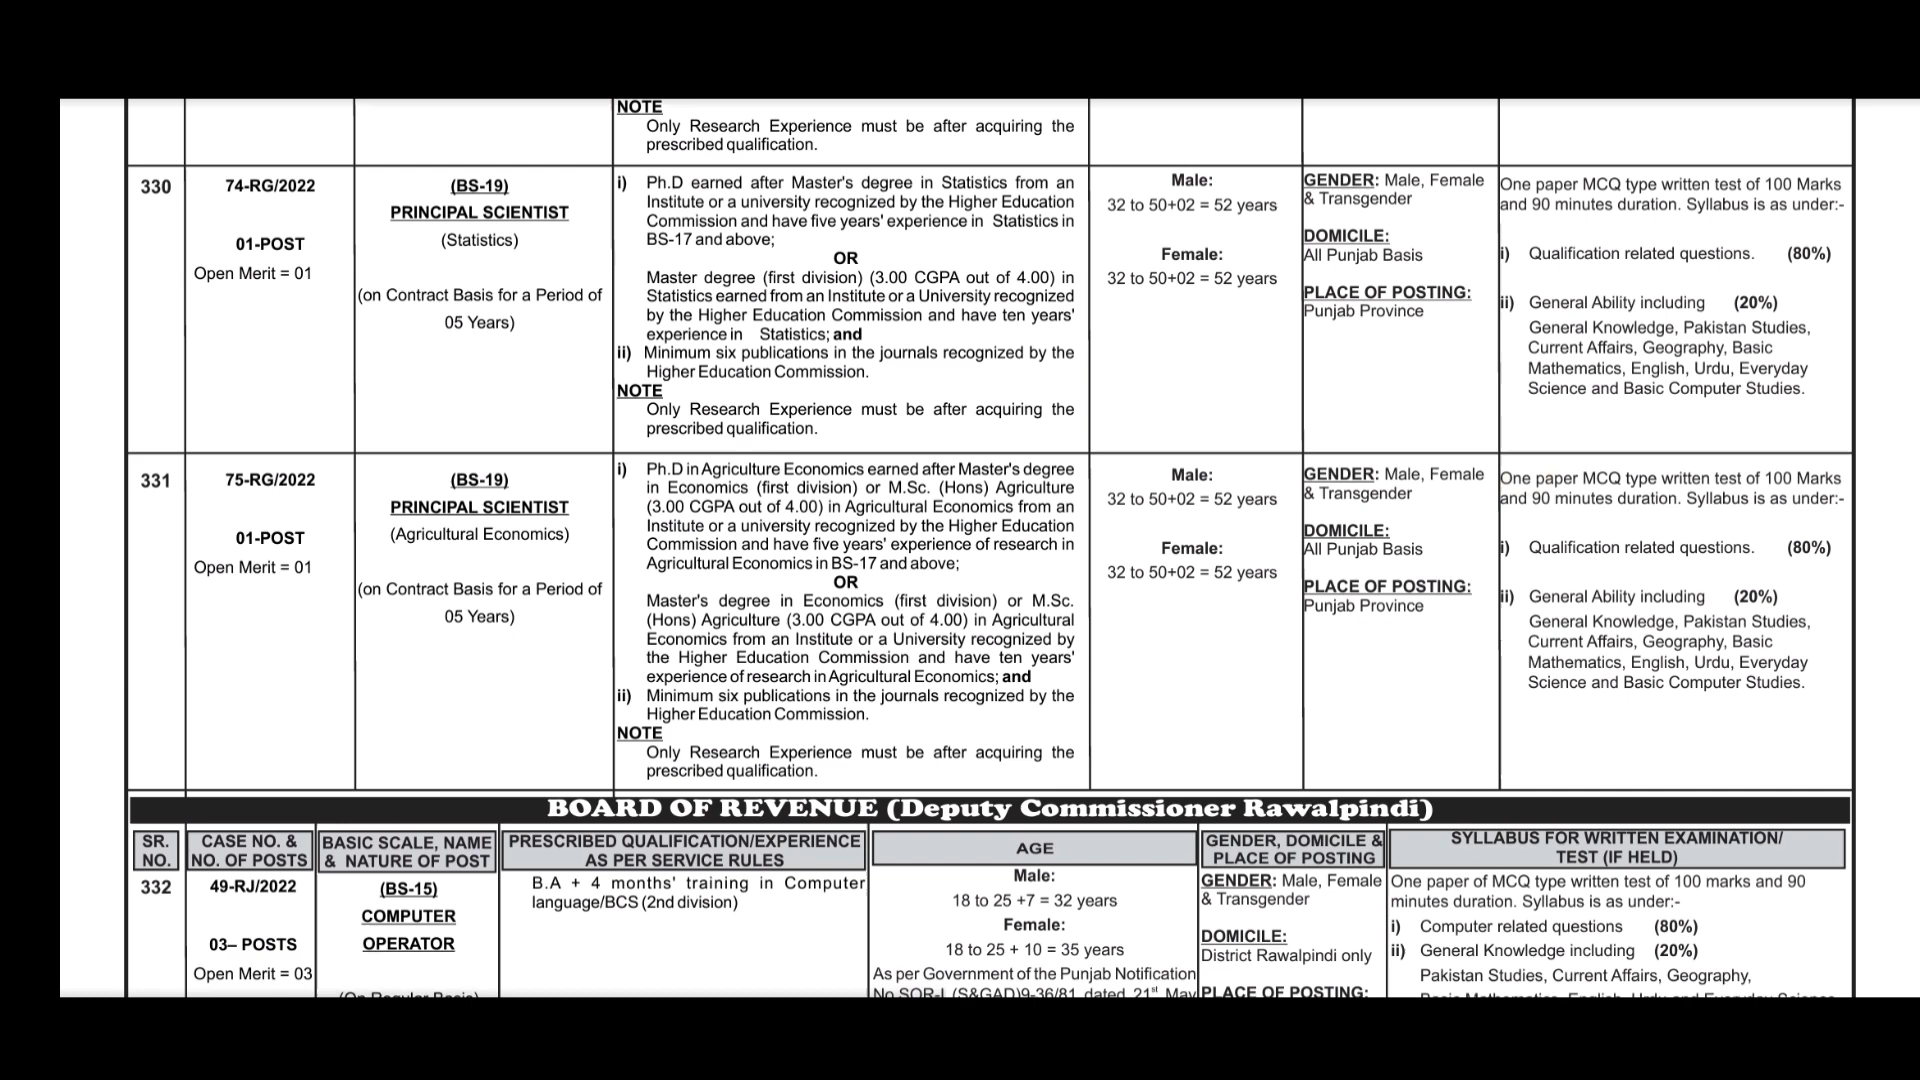 NOTE
Only Research Experience must be after acquiring the
prescribed qualification.
330
74-RG/2022
01-POST
Open Merit = 01
(BS-19)
PRINCIPAL SCIENTIST
(Statistics)
(on Contract Basis for a Period of
05 Years)
i) Ph.D earned after Master's degree in Statistics from an
Institute or a university recognized by the Higher Education
Commission and have five years' experience in Statistics in
BS-17 and above;
OR
Master degree (first division) (3.00 CGPA out of 4.00) in
Statistics earned from an Institute or a University recognized
by the Higher Education Commission and have ten years'
experience in Statistics; and
ii) Minimum six publications in the journals recognized by the
Higher Education Commission.
NOTE
Only Research Experience must be after acquiring the
prescribed qualification.
Male:
32 to 50+02 = 52 years
Female:
32 to 50+02 = 52 years
GENDER: Male, Female
& Transgender
DOMICILE:
All Punjab Basis
PLACE OF POSTING:
Punjab Province
One paper MCQ type written test of 100 Marks
and 90 minutes duration. Syllabus is as under:-
i) Qualification related questions. (80%)
ii) General Ability including (20%)
General Knowledge, Pakistan Studies,
Current Affairs, Geography, Basic
Mathematics, English, Urdu, Everyday
Science and Basic Computer Studies.
331
75-RG/2022
01-POST
Open Merit = 01
(BS-19)
PRINCIPAL SCIENTIST
(Agricultural Economics)
(on Contract Basis for a Period of
05 Years)
i) Ph.D in Agriculture Economics earned after Master's degree
in Economics (first division) or M.Sc. (Hons) Agriculture
(3.00 CGPA out of 4.00) in Agricultural Economics from an
Institute or a university recognized by the Higher Education
Commission and have five years' experience of research in
Agricultural Economics in BS-17 and above;
OR
Master's degree in Economics (first division) or M.Sc.
(Hons) Agriculture (3.00 CGPA out of 4.00) in Agricultural
Economics from an Institute or a University recognized by
the Higher Education Commission and have ten years'
experience of research in Agricultural Economics; and
ii) Minimum six publications in the journals recognized by the
Higher Education Commission.
NOTE
Only Research Experience must be after acquiring the
prescribed qualification.
Male:
32 to 50+02 = 52 years
Female:
32 to 50+02 = 52 years
GENDER: Male, Female
& Transgender
DOMICILE:
All Punjab Basis
PLACE OF POSTING:
Punjab Province
One paper MCQ type written test of 100 Marks
and 90 minutes duration. Syllabus is as under:-
i) Qualification related questions. (80%)
ii) General Ability including (20%)
General Knowledge, Pakistan Studies,
Current Affairs, Geography, Basic
Mathematics, English, Urdu, Everyday
Science and Basic Computer Studies.
BOARD OF REVENUE (Deputy Commissioner Rawalpindi)
SR.
NO.
CASE NO. &
NO. OF POSTS
BASIC SCALE, NAME
& NATURE OF POST
PRESCRIBED QUALIFICATION/EXPERIENCE
AS PER SERVICE RULES
AGE
GENDER, DOMICILE &
PLACE OF POSTING
SYLLABUS FOR WRITTEN EXAMINATION/
TEST (IF HELD)
332
49-RJ/2022
03– POSTS
Open Merit = 03
(BS-15)
COMPUTER
OPERATOR
(On Regular Basis)
B.A + 4 months' training in Computer
language/BCS (2nd division)
Male:
18 to 25 +7 = 32 years
Female:
18 to 25 + 10 = 35 years
As per Government of the Punjab Notification
No.SOR-I (S&GAD)9-36/81 dated 21st May
GENDER: Male, Female
& Transgender
DOMICILE:
District Rawalpindi only
PLACE OF POSTING:
One paper of MCQ type written test of 100 marks and 90
minutes duration. Syllabus is as under:-
i) Computer related questions (80%)
ii) General Knowledge including (20%)
Pakistan Studies, Current Affairs, Geography,
Basic Mathematics, English, Urdu and Everyday Science